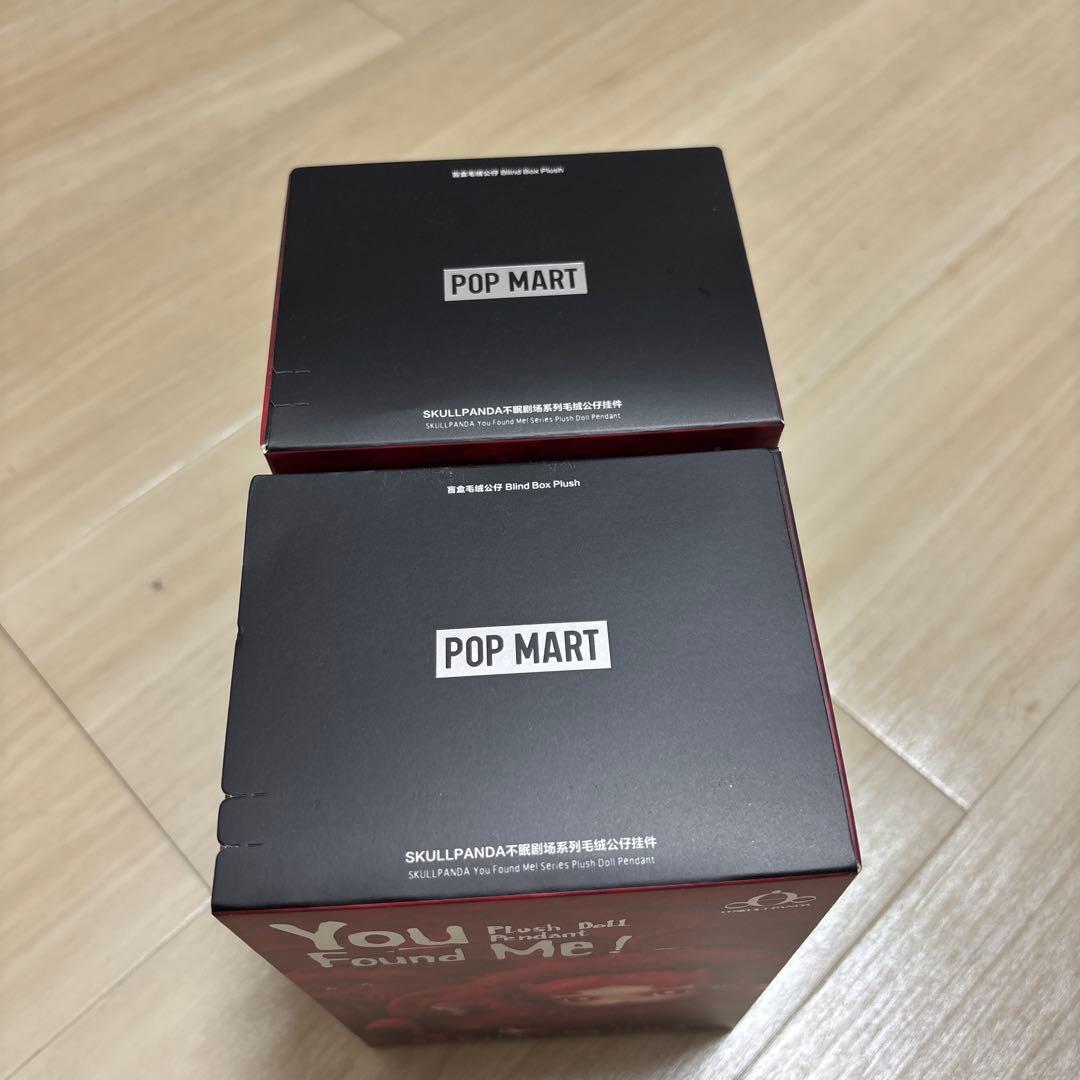 盲盒毛绒公仔 Blind Box Plush
POP MART
SKULLPANDA不眠剧场系列毛绒公仔挂件
SKULLPANDA You Found Me! Series Plush Doll Pendant
盲盒毛绒公仔 Blind Box Plush
POP MART
SKULLPANDA不眠剧场系列毛绒公仔挂件
SKULLPANDA You Found Me! Series Plush Doll Pendant
You Plush Doll
Pendant
Found Me!
SKULLPANDA